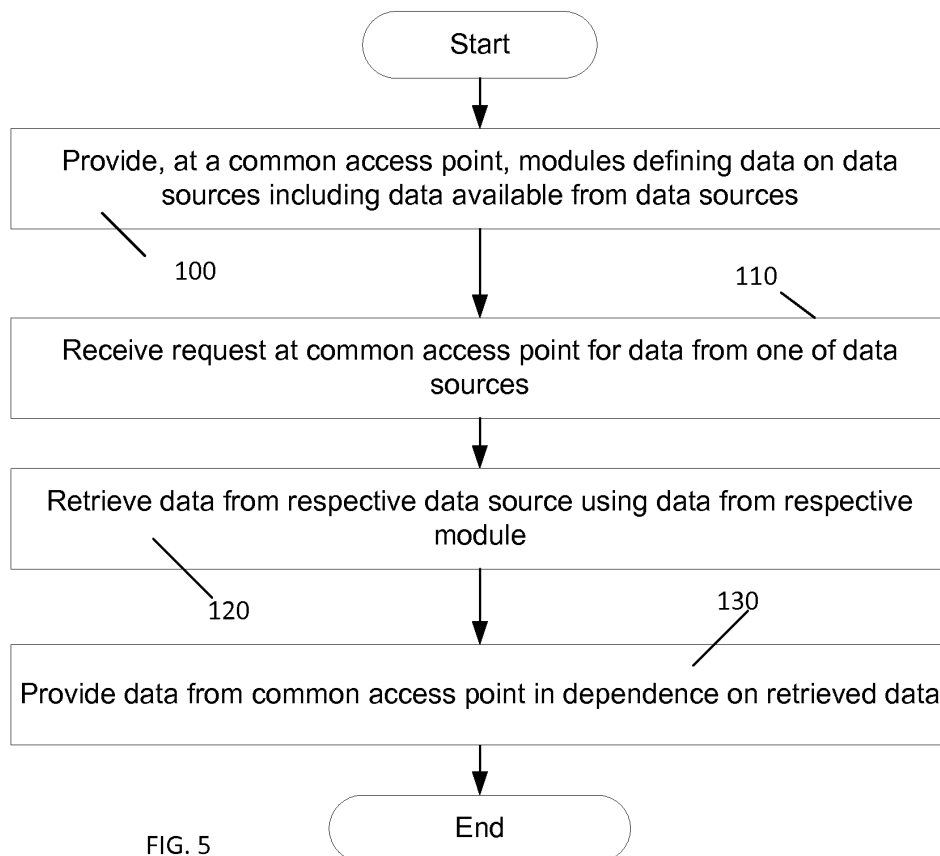 Start
Provide, at a common access point, modules defining data on data
sources including data available from data sources
100
110
Receive request at common access point for data from one of data
sources
Retrieve data from respective data source using data from respective
module
120
130
Provide data from common access point in dependence on retrieved data
End
FIG. 5